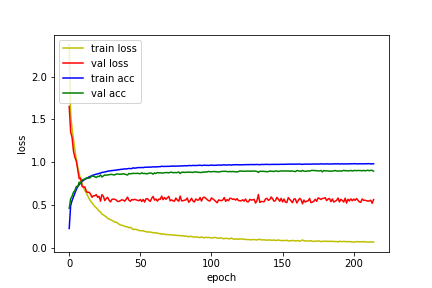 train loss
val loss
train acc
val acc
2.0
1.5
1.0
0.5
0.0
loss
0 50 100 150 200
epoch